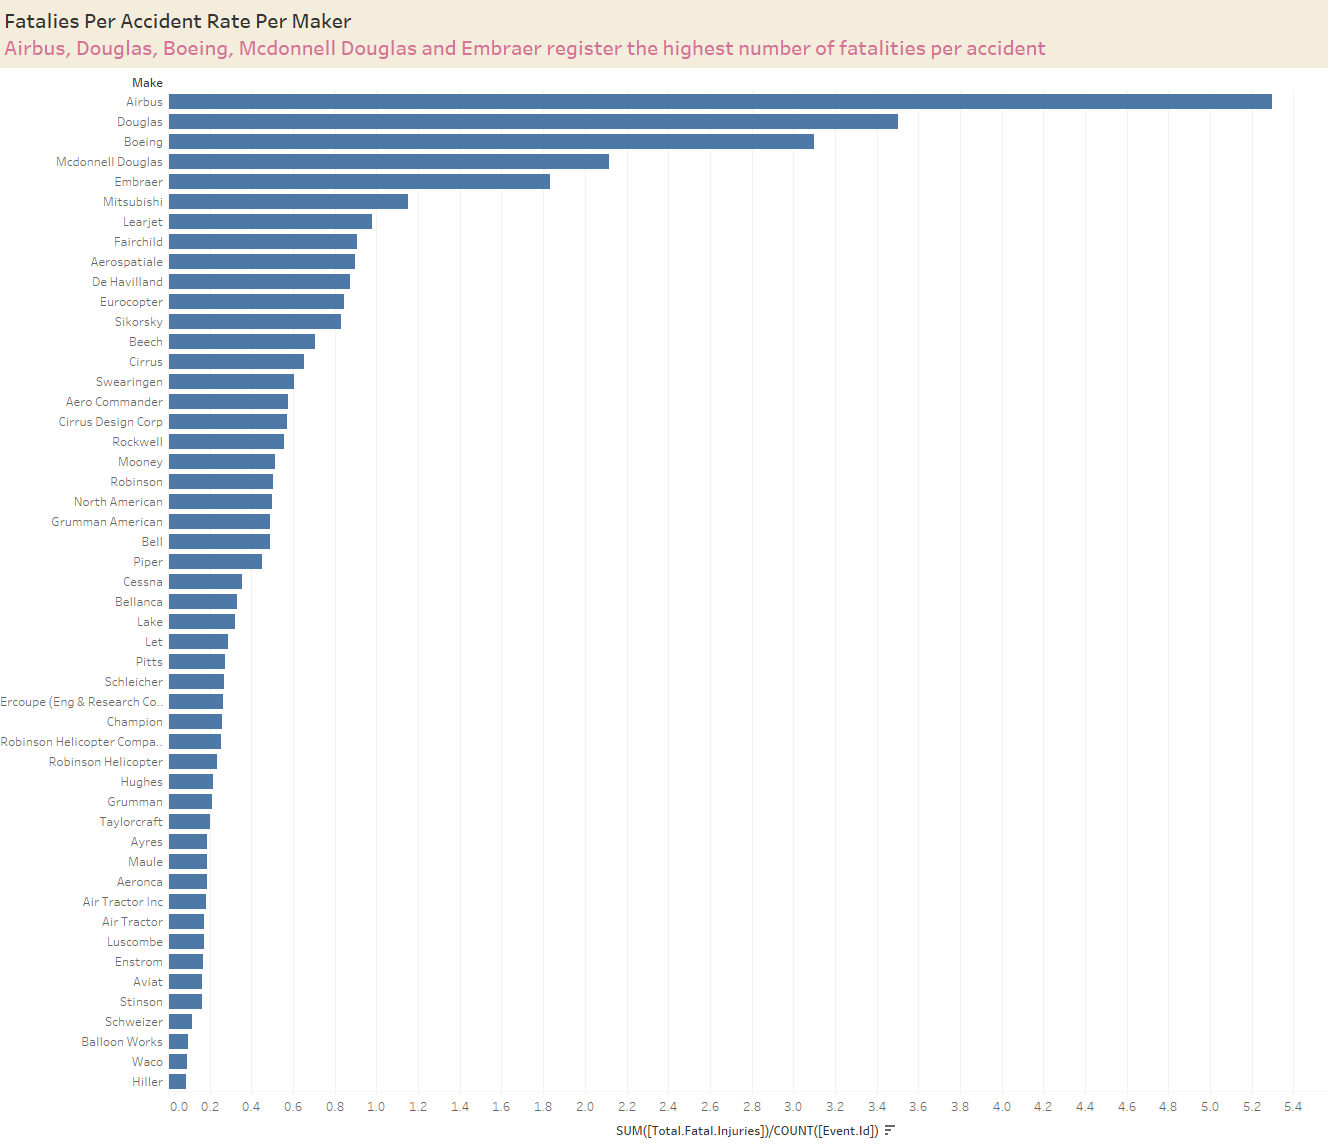 Fatalies Per Accident Rate Per Maker
Airbus, Douglas, Boeing, Mcdonnell Douglas and Embraer register the highest number of fatalities per accident
Make
Airbus
Douglas
Boeing
Mcdonnell Douglas
Embraer
Mitsubishi
Learjet
Fairchild
Aerospatiale
De Havilland
Eurocopter
Sikorsky
Beech
Cirrus
Swearingen
Aero Commander
Cirrus Design Corp
Rockwell
Mooney
Robinson
North American
Grumman American
Bell
Piper
Cessna
Bellanca
Lake
Let
Pitts
Schleicher
Ercoupe (Eng & Research Co..
Champion
Robinson Helicopter Compa..
Robinson Helicopter
Hughes
Grumman
Taylorcraft
Ayres
Maule
Aeronca
Air Tractor Inc
Air Tractor
Luscombe
Enstrom
Aviat
Stinson
Schweizer
Balloon Works
Waco
Hiller
0.0 0.2 0.4 0.6 0.8 1.0 1.2 1.4 1.6 1.8 2.0 2.2 2.4 2.6 2.8 3.0 3.2 3.4 3.6 3.8 4.0 4.2 4.4 4.6 4.8 5.0 5.2 5.4
SUM([Total.Fatal.Injuries])/COUNT([Event.Id])